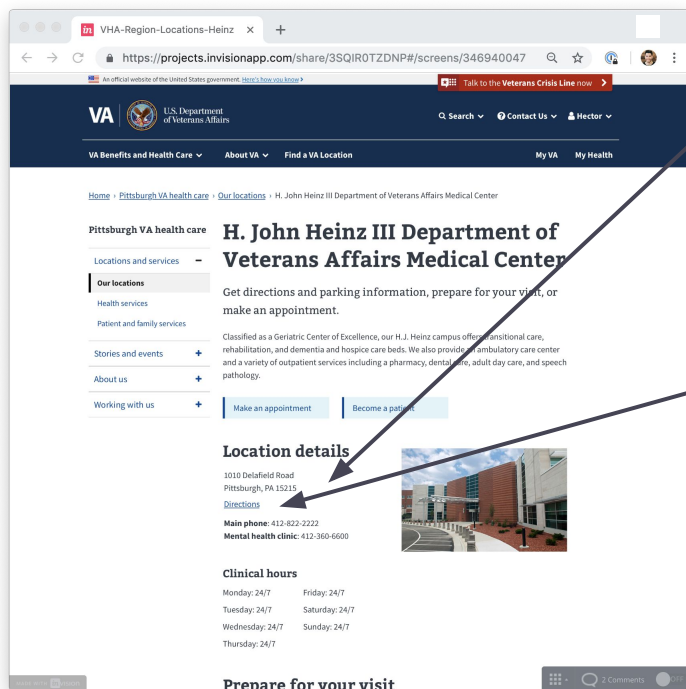 VHA-Region-Locations-Heinz
https://projects.invisionapp.com/share/3SQIR0TZDNP#/screens/346940047
An official website of the United States government. Here's how you know >
Talk to the Veterans Crisis Line now
VA
U.S. Department
of Veterans Affairs
Search
Contact Us
Hector
VA Benefits and Health Care
About VA
Find a VA Location
My VA
My Health
Home › Pittsburgh VA health care › Our locations › H. John Heinz III Department of Veterans Affairs Medical Center
Pittsburgh VA health care
Locations and services
Our locations
Health services
Patient and family services
Stories and events
About us
Working with us
H. John Heinz III Department of
Veterans Affairs Medical Center
Get directions and parking information, prepare for your visit, or
make an appointment.
Classified as a Geriatric Center of Excellence, our H.J. Heinz campus offers transitional care,
rehabilitation, and dementia and hospice care beds. We also provide an ambulatory care center
and a variety of outpatient services including a pharmacy, dental care, adult day care, and speech
pathology.
Make an appointment
Become a patient
Location details
1010 Delafield Road
Pittsburgh, PA 15215
Directions
Main phone: 412-822-2222
Mental health clinic: 412-360-6600
Clinical hours
Monday: 24/7
Friday: 24/7
Tuesday: 24/7
Saturday: 24/7
Wednesday: 24/7
Sunday: 24/7
Thursday: 24/7
Prepare for your visit
2 Comments
OFF